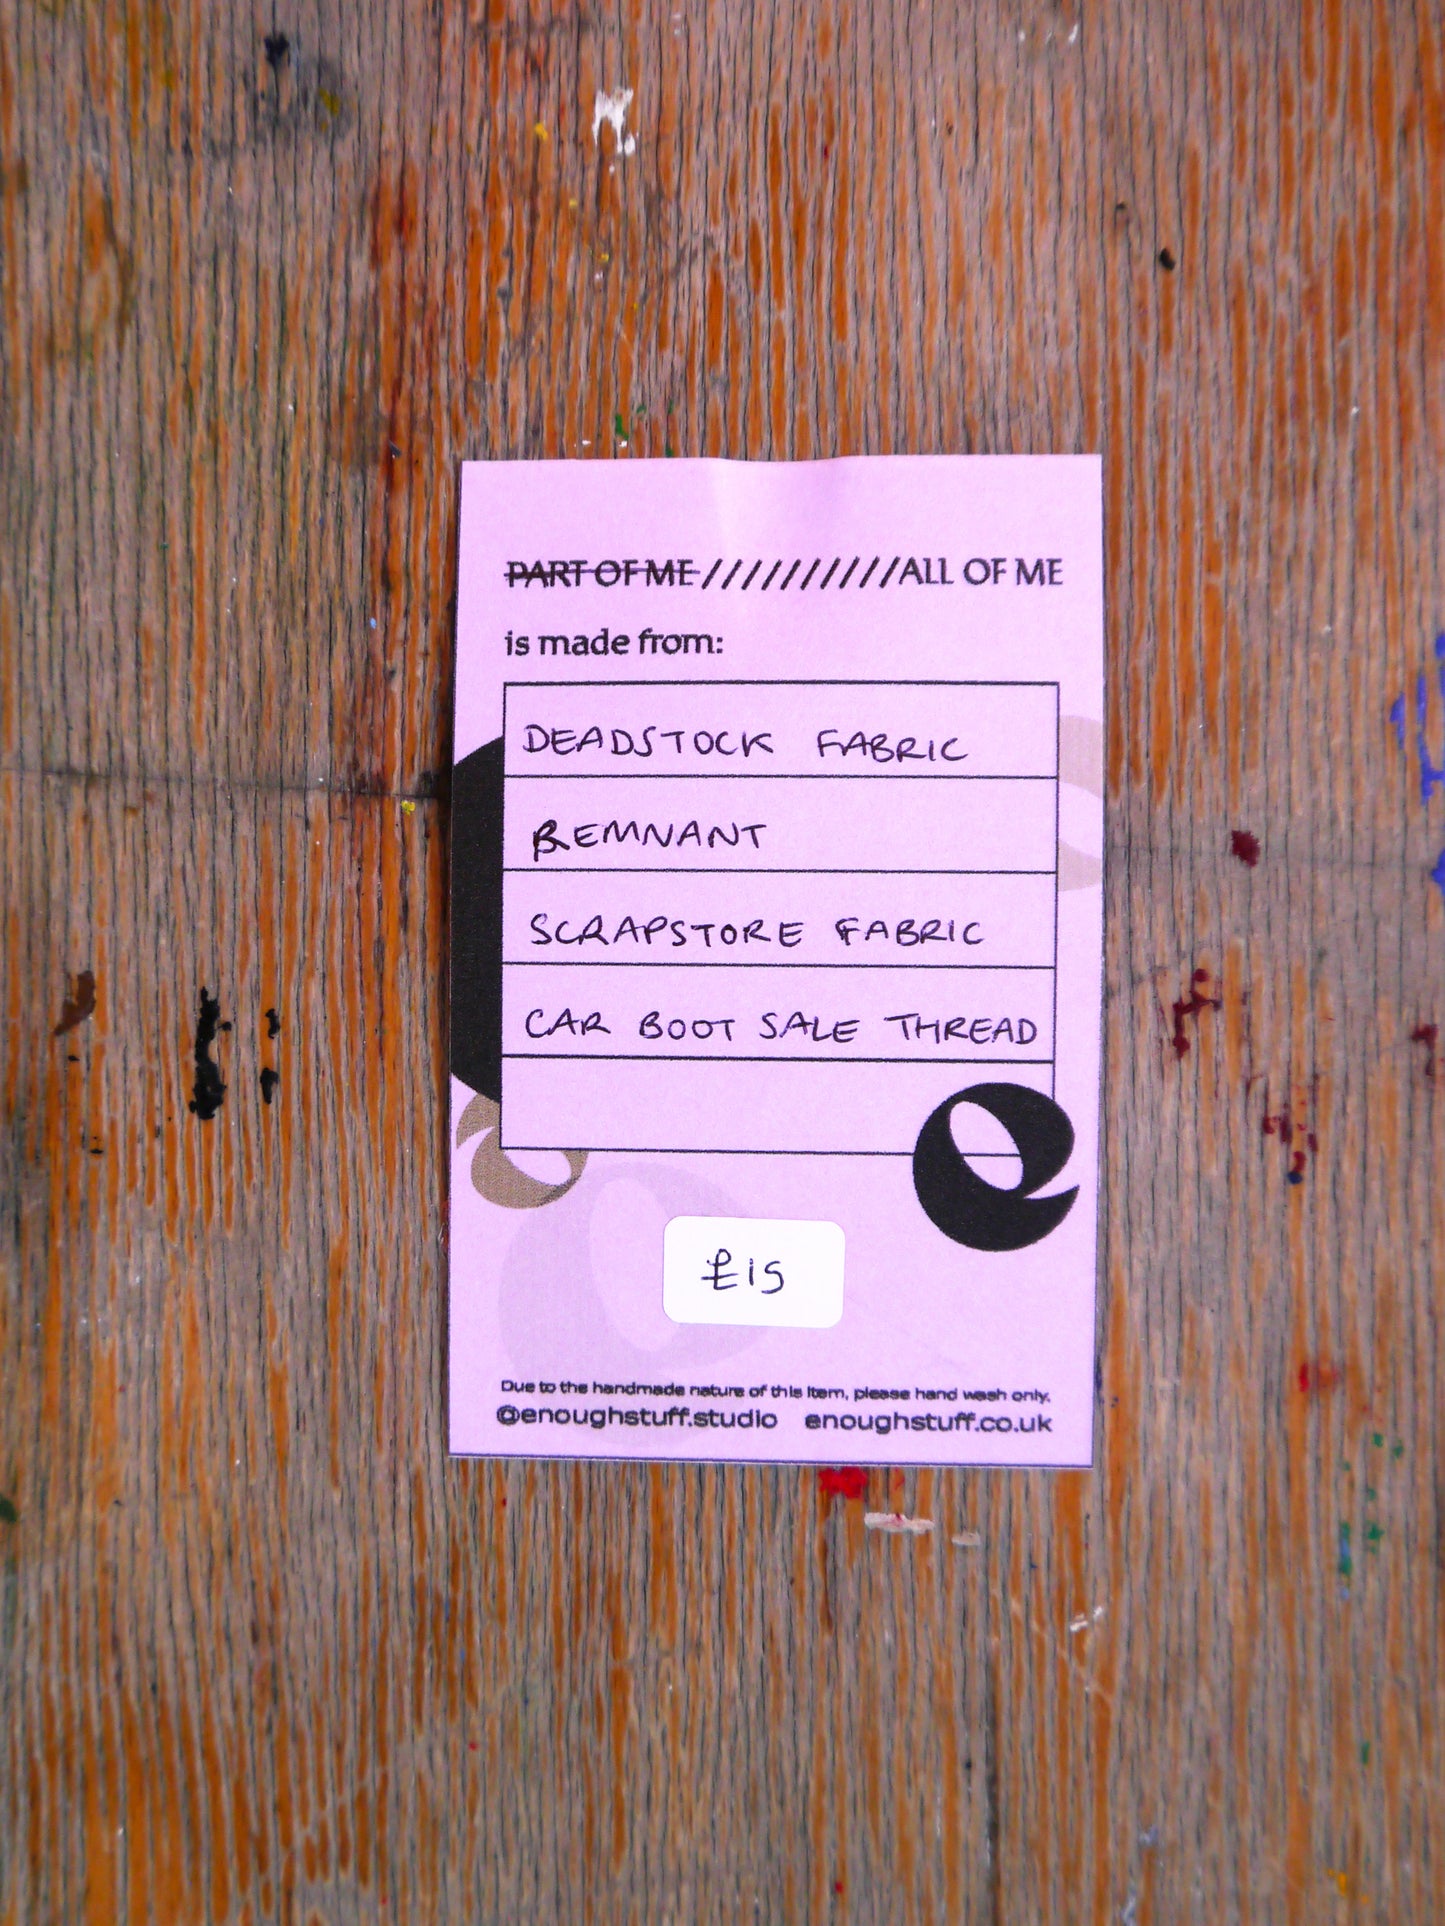 PART OF ME //////////ALL OF ME
is made from:
DEADSTOCK FABRIC
REMNANT
SCRAPSTORE FABRIC
CAR BOOT SALE THREAD
£15
Due to the handmade nature of this item, please hand wash only.
@enoughstuff.studio enoughstuff.co.uk